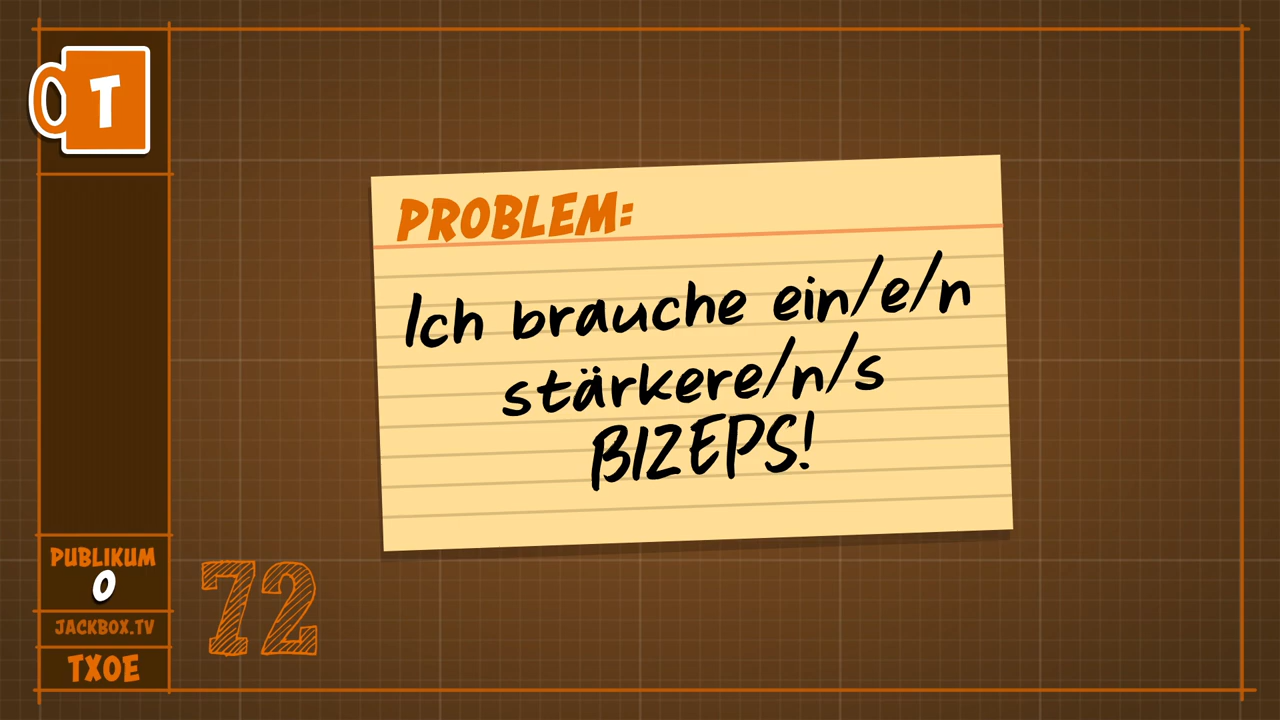 T
PROBLEM:
Ich brauche ein/e/n
stärkere/n/s
BIZEPS!
PUBLIKUM
0
JACKBOX.TV
TXOE
72